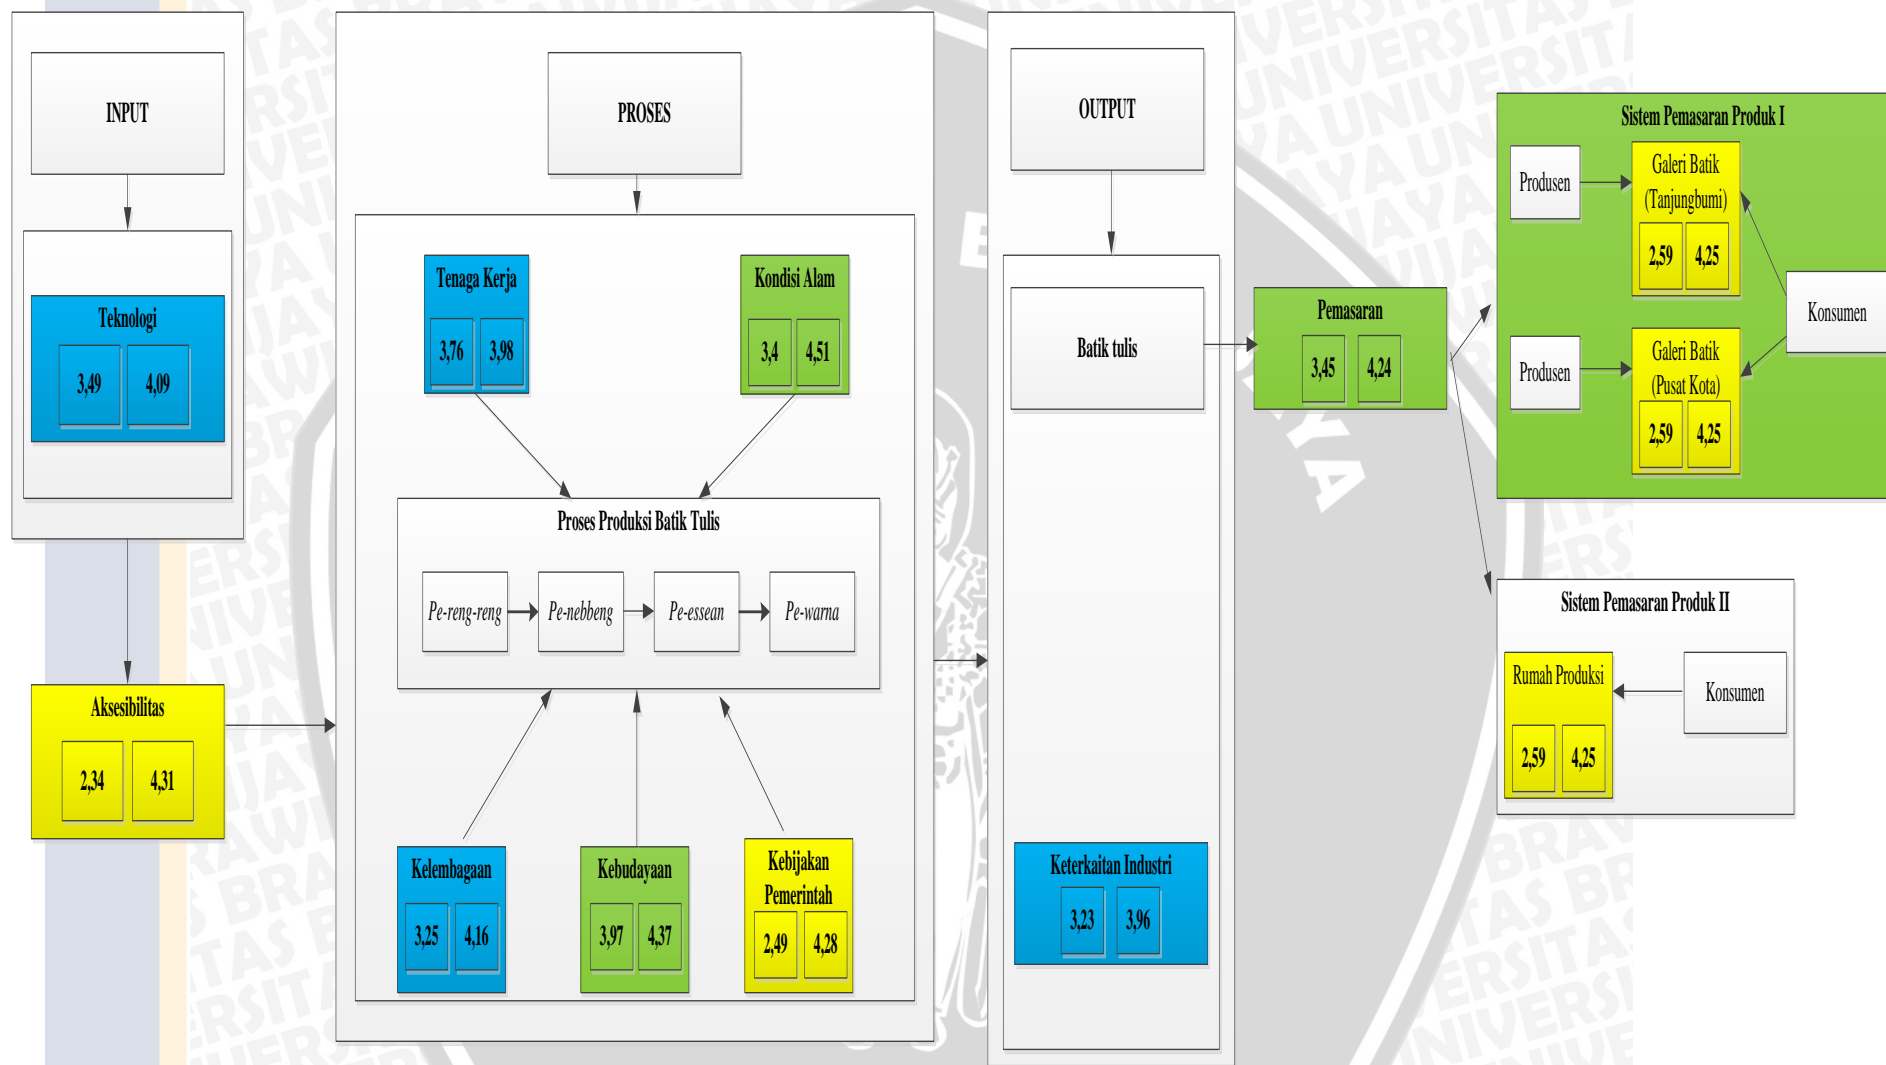 INPUT
Teknologi
3,49 4,09
Aksesibilitas
2,34 4,31
PROSES
Tenaga Kerja
3,76 3,98
Kondisi Alam
3,4 4,51
Proses Produksi Batik Tulis
Pe-reng-reng
Pe-nebbeng
Pe-essean
Pe-warna
Kelembagaan
3,25 4,16
Kebudayaan
3,97 4,37
Kebijakan
Pemerintah
2,49 4,28
OUTPUT
Batik tulis
Keterkaitan Industri
3,23 3,96
Pemasaran
3,45 4,24
Sistem Pemasaran Produk I
Produsen
Galeri Batik
(Tanjungbumi)
2,59 4,25
Konsumen
Produsen
Galeri Batik
(Pusat Kota)
2,59 4,25
Sistem Pemasaran Produk II
Rumah Produksi
2,59 4,25
Konsumen